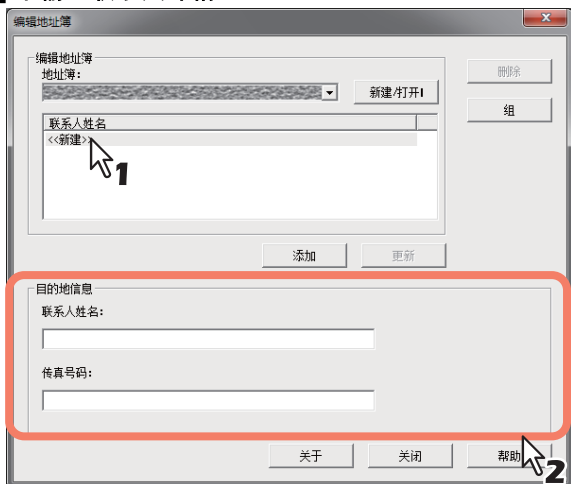 编辑地址簿
编辑地址簿
地址簿:
新建/打开I
删除
组
联系人姓名
<<新建>>
1
添加
更新
目的地信息
联系人姓名:
传真号码:
关于
关闭
帮助
2